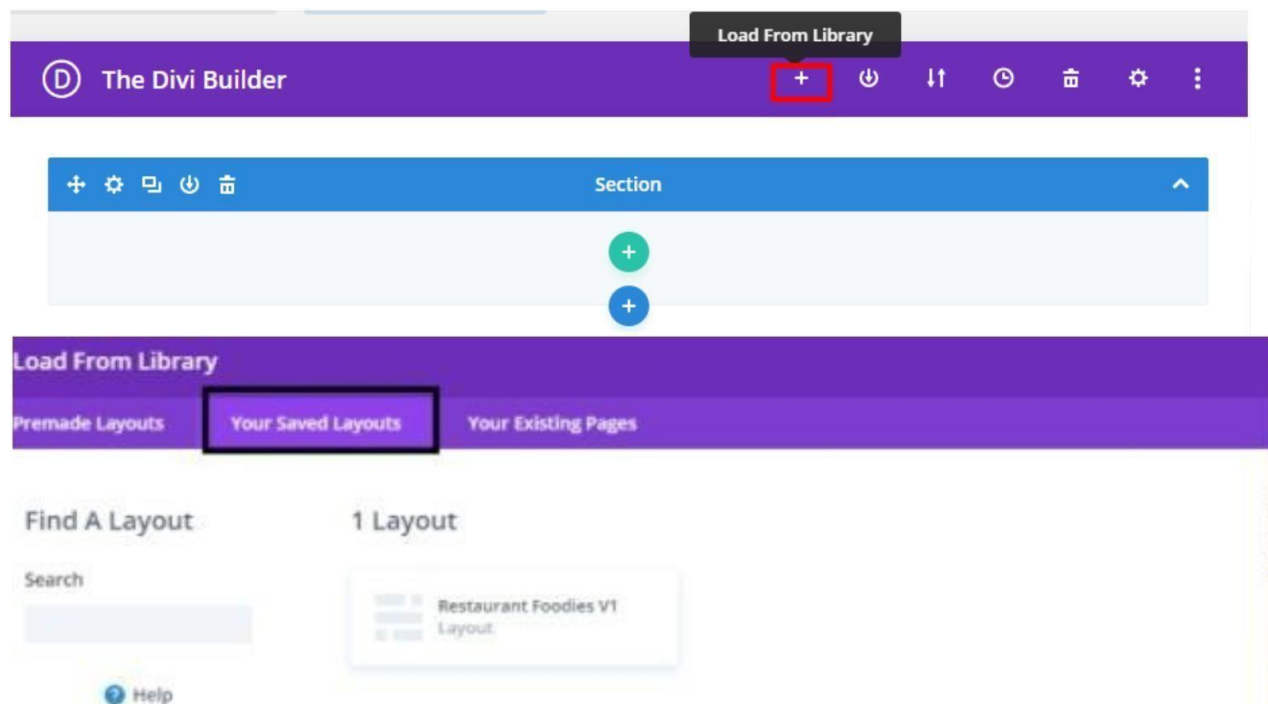 Load From Library
D The Divi Builder
Section
Load From Library
Premade Layouts Your Saved Layouts Your Existing Pages
Find A Layout 1 Layout
Search
Restaurant Foodies V1
Layout
Help